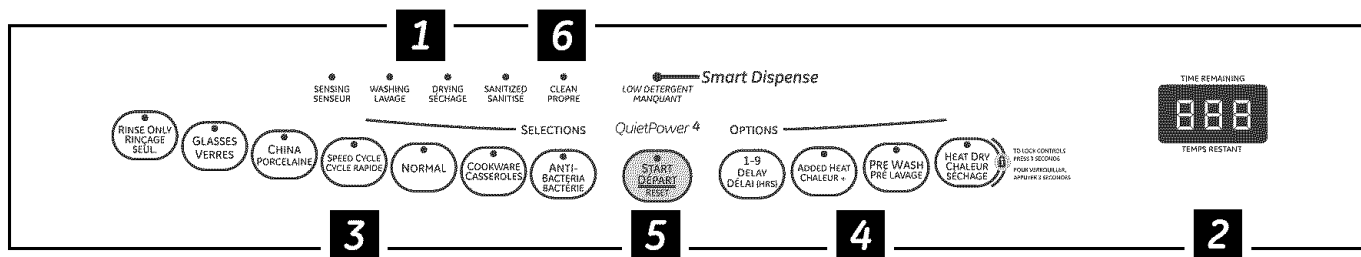 1
6
SENSING
SENSEUR
WASHING
LAVAGE
DRYING
SÉCHAGE
SANITIZED
SANITISÉ
CLEAN
PROPRE
LOW DETERGENT
MANQUANT
Smart Dispense
TIME REMAINING
888
TEMPS RESTANT
SELECTIONS
QuietPower 4
OPTIONS
RINSE ONLY
RINÇAGE
SEUL.
GLASSES
VERRES
CHINA
PORCELAINE
SPEED CYCLE
CYCLE RAPIDE
NORMAL
COOKWARE
CASSEROLES
ANTI-
BACTERIA
BACTÉRIE
START
DÉPART
RESET
1-9
DELAY
DÉLAI (HRS)
ADDED HEAT
CHALEUR +
PRE WASH
PRÉ LAVAGE
HEAT DRY
CHALEUR
SÉCHAGE
TO LOCK CONTROLS
PRESS 3 SECONDS
POUR VERROUILLER,
APPUYER 3 SECONDES
3
5
4
2